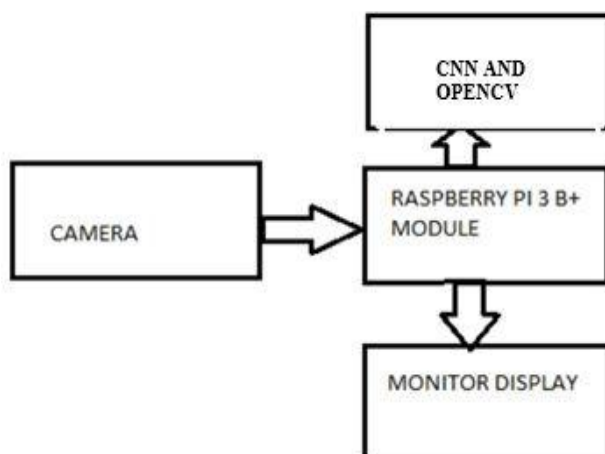 CNN AND
OPENCV
CAMERA
RASPBERRY PI 3 B+
MODULE
MONITOR DISPLAY